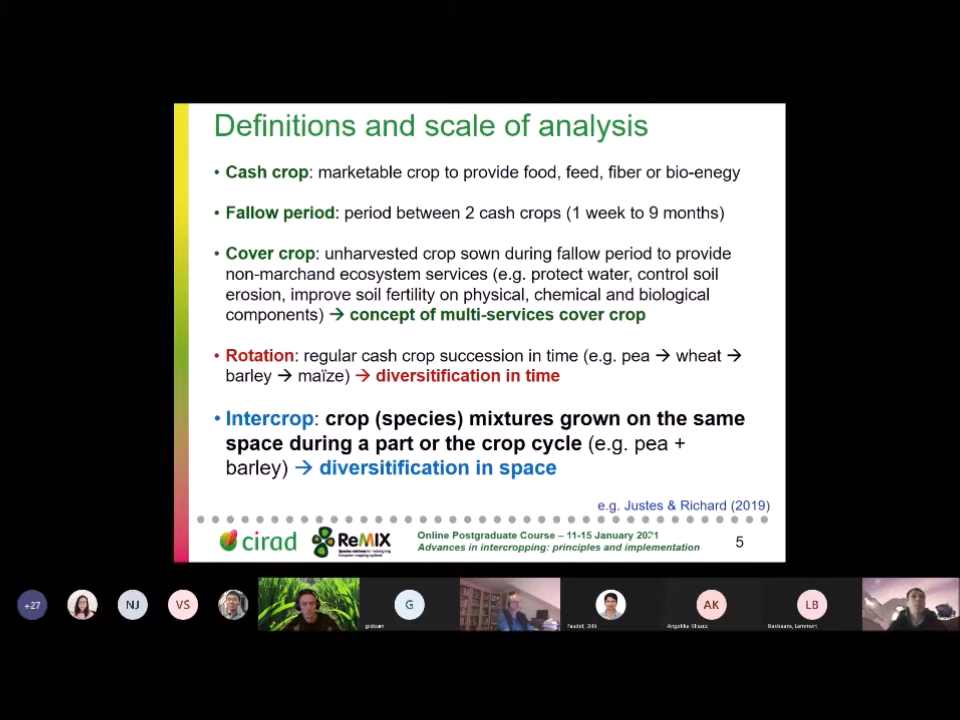 Definitions and scale of analysis
• Cash crop: marketable crop to provide food, feed, fiber or bio-enegy
• Fallow period: period between 2 cash crops (1 week to 9 months)
• Cover crop: unharvested crop sown during fallow period to provide
non-marchand ecosystem services (e.g. protect water, control soil
erosion, improve soil fertility on physical, chemical and biological
components) → concept of multi-services cover crop
• Rotation: regular cash crop succession in time (e.g. pea → wheat →
barley → maïze) → diversitification in time
• Intercrop: crop (species) mixtures grown on the same
space during a part or the crop cycle (e.g. pea +
barley) → diversitification in space
e.g. Justes & Richard (2019)
cirad
ReMIX
Online Postgraduate Course – 11-15 January 2021
Advances in intercropping: principles and implementation
5
+27
NJ
VS
G
AK
LB
Bastiaans, Lammert